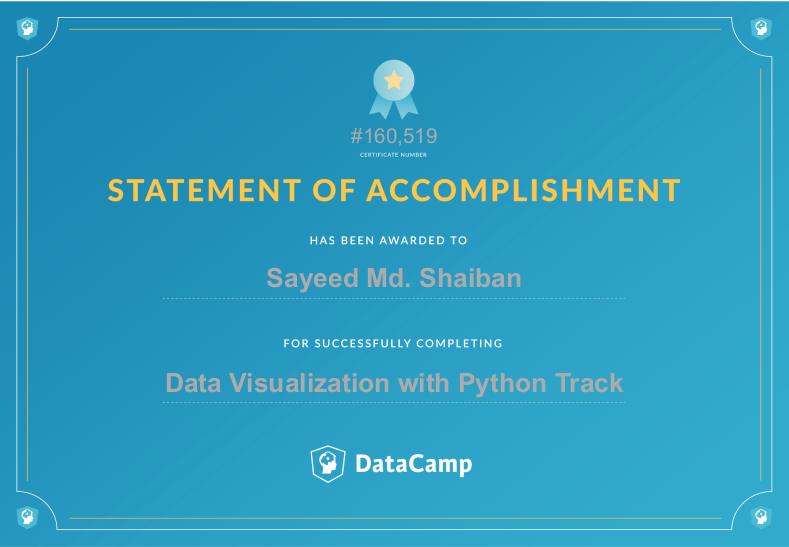 #160,519
CERTIFICATE NUMBER
STATEMENT OF ACCOMPLISHMENT
HAS BEEN AWARDED TO
Sayeed Md. Shaiban
FOR SUCCESSFULLY COMPLETING
Data Visualization with Python Track
DataCamp